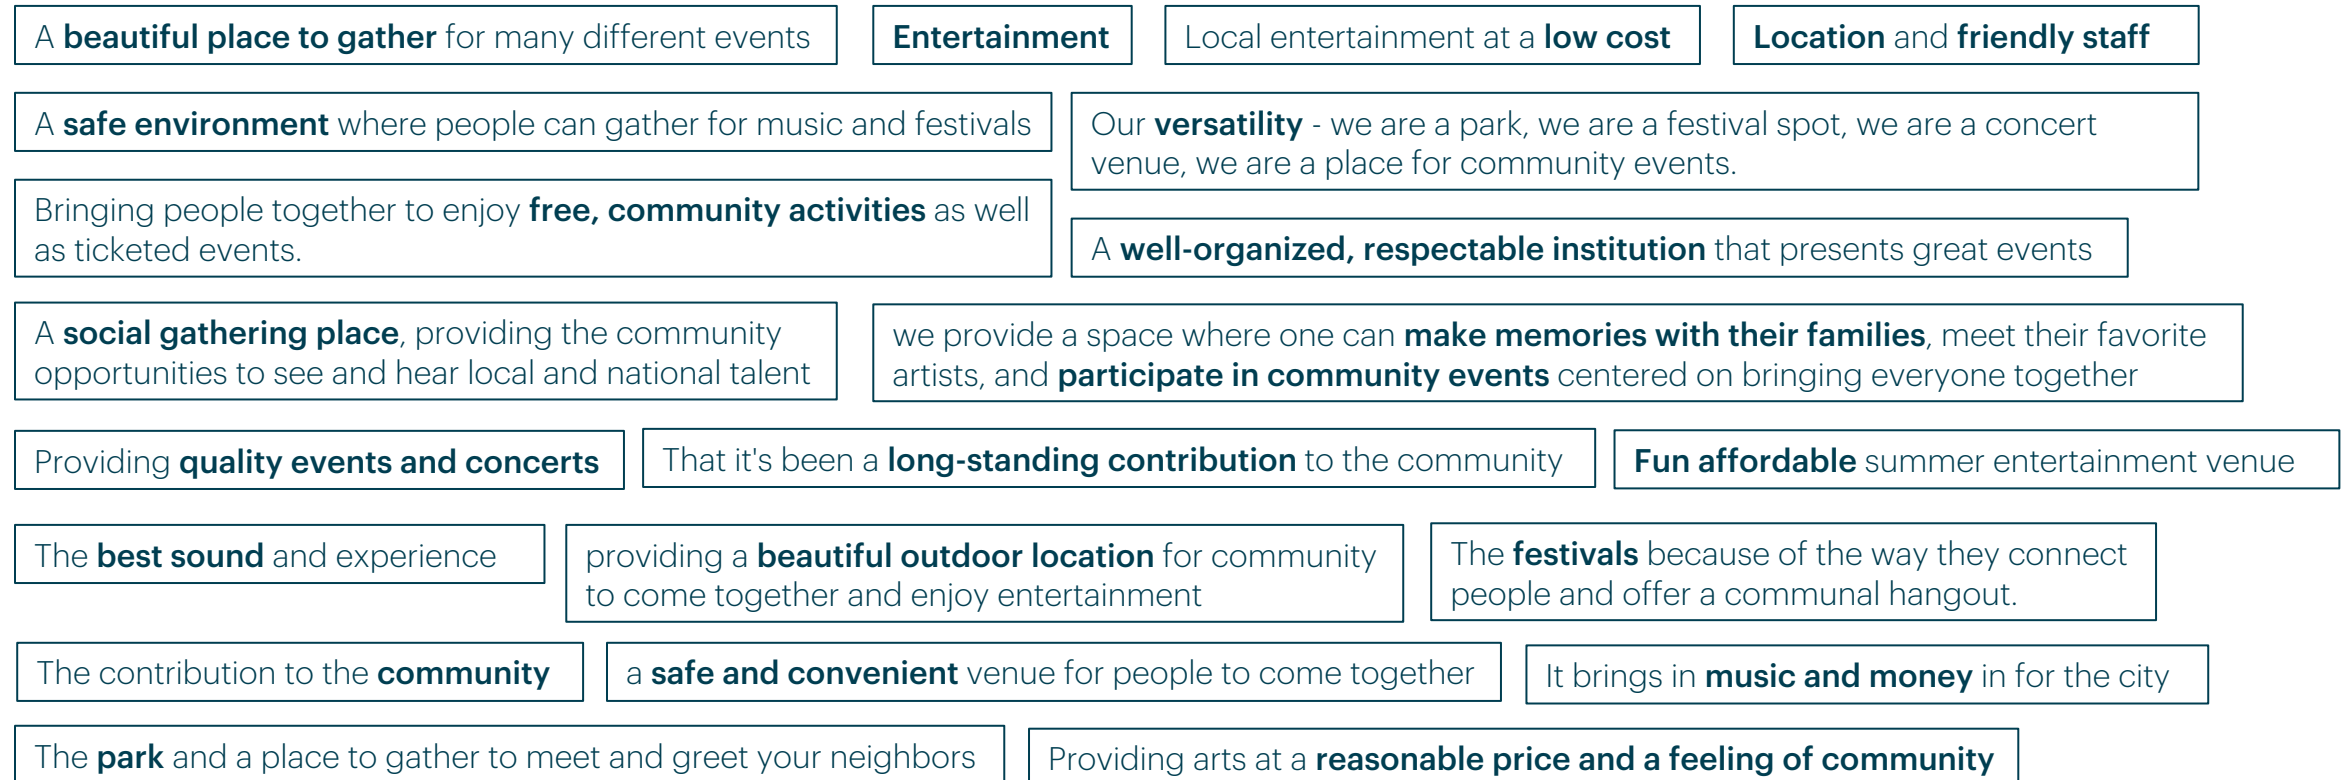 A beautiful place to gather for many different events
Entertainment
Local entertainment at a low cost
Location and friendly staff
A safe environment where people can gather for music and festivals
Our versatility - we are a park, we are a festival spot, we are a concert
venue, we are a place for community events.
Bringing people together to enjoy free, community activities as well
as ticketed events.
A well-organized, respectable institution that presents great events
A social gathering place, providing the community
opportunities to see and hear local and national talent
we provide a space where one can make memories with their families, meet their favorite
artists, and participate in community events centered on bringing everyone together
Providing quality events and concerts
That it's been a long-standing contribution to the community
Fun affordable summer entertainment venue
The best sound and experience
providing a beautiful outdoor location for community
to come together and enjoy entertainment
The festivals because of the way they connect
people and offer a communal hangout.
The contribution to the community
a safe and convenient venue for people to come together
It brings in music and money in for the city
The park and a place to gather to meet and greet your neighbors
Providing arts at a reasonable price and a feeling of community